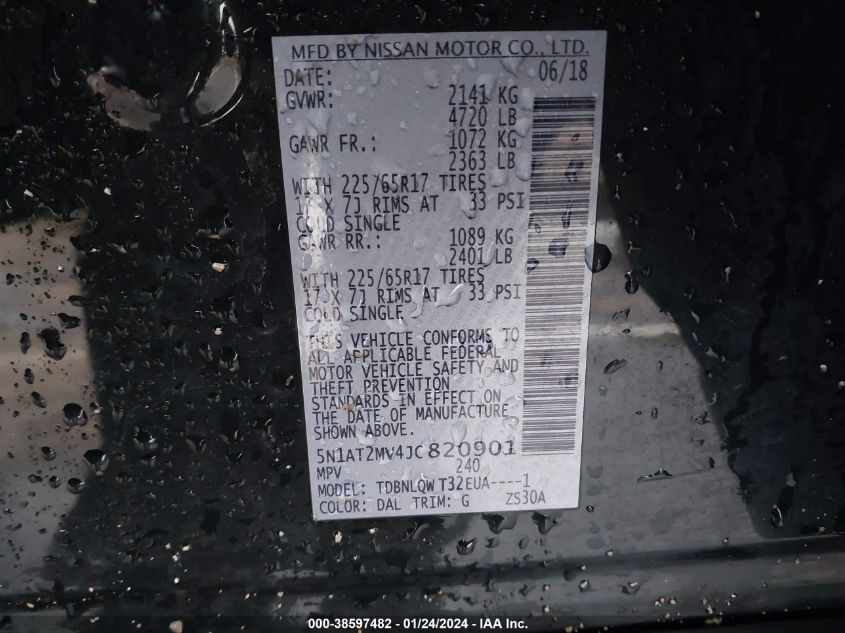 MFD BY NISSAN MOTOR CO., LTD.
DATE: 06/18
GVWR: 2141 KG
4720 LB
GAWR FR.: 1072 KG
2363 LB
WITH 225/65R17 TIRES
17 X 7J RIMS AT 33 PSI
COLD SINGLE
GAWR RR.: 1089 KG
2401 LB
WITH 225/65R17 TIRES
17 X 7J RIMS AT 33 PSI
COLD SINGLE
THIS VEHICLE CONFORMS TO
ALL APPLICABLE FEDERAL
MOTOR VEHICLE SAFETY AND
THEFT PREVENTION
STANDARDS IN EFFECT ON
THE DATE OF MANUFACTURE
SHOWN ABOVE.
5N1AT2MV4JC820901
MPV 240
MODEL: TDBNLQWT32EUA----1
COLOR: DAL TRIM: G ZS30A
000-38597482 - 01/24/2024 - IAA Inc.